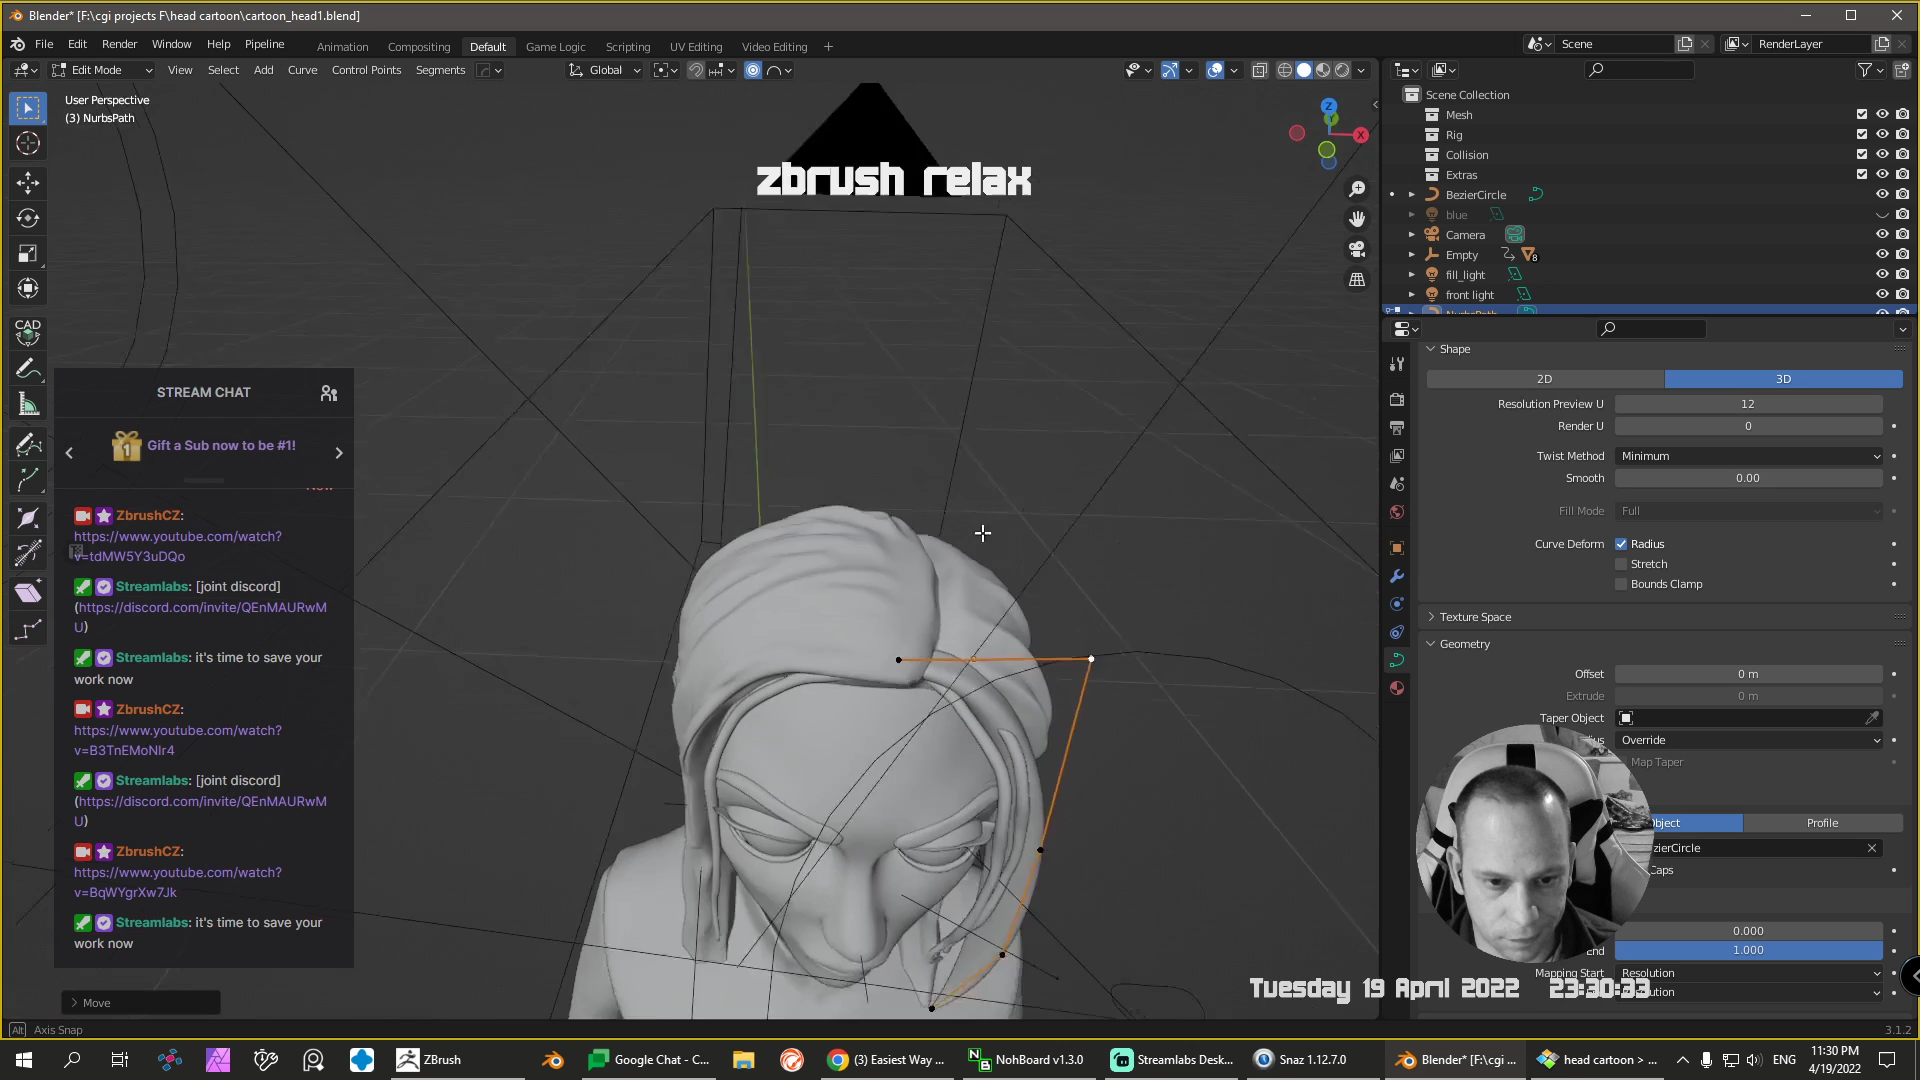 Blender* [F:\cgi projects F\head cartoon\cartoon_head1.blend]
File Edit Render Window Help Pipeline
Animation Compositing Default Game Logic Scripting UV Editing Video Editing +
Scene
RenderLayer
Edit Mode View Select Add Curve Control Points Segments
Global
User Perspective
(3) NurbsPath
zbrush relax
CAD
Z
Y
X
STREAM CHAT
1
Gift a Sub now to be #1!
ZbrushCZ:
https://www.youtube.com/watch?
v=tdMW5Y3uDQo
Streamlabs: [joint discord]
(https://discord.com/invite/QEnMAURwM
U)
Streamlabs: it's time to save your
work now
ZbrushCZ:
https://www.youtube.com/watch?
v=B3TnEMoNIr4
Streamlabs: [joint discord]
(https://discord.com/invite/QEnMAURwM
U)
ZbrushCZ:
https://www.youtube.com/watch?
v=BqWYgrXw7Jk
Streamlabs: it's time to save your
work now
Move
Alt Axis Snap
Scene Collection
Mesh
Rig
Collision
Extras
BezierCircle
blue
Camera
Empty 8
fill_light
front light
NurbsPath
Shape
2D 3D
Resolution Preview U 12
Render U 0
Twist Method Minimum
Smooth 0.00
Fill Mode Full
Curve Deform Radius
Stretch
Bounds Clamp
Texture Space
Geometry
Offset 0 m
Extrude 0 m
Taper Object
Override
Map Taper
Object Profile
zierCircle
Caps
0.000
End 1.000
Mapping Start Resolution
Tuesday 19 April 2022 23:30:33
3.1.2
ZBrush
Google Chat - C...
(3) Easiest Way ...
NohBoard v1.3.0
Streamlabs Desk...
Snaz 1.12.7.0
Blender* [F:\cgi ...
head cartoon > ...
ENG
11:30 PM
4/19/2022